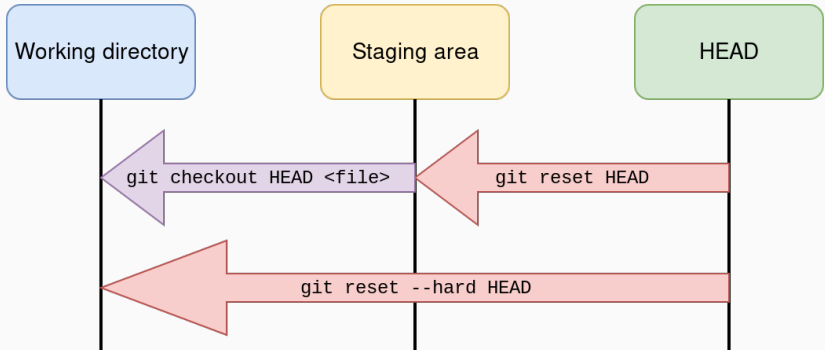 Working directory
Staging area
HEAD
git checkout HEAD <file>
git reset HEAD
git reset --hard HEAD